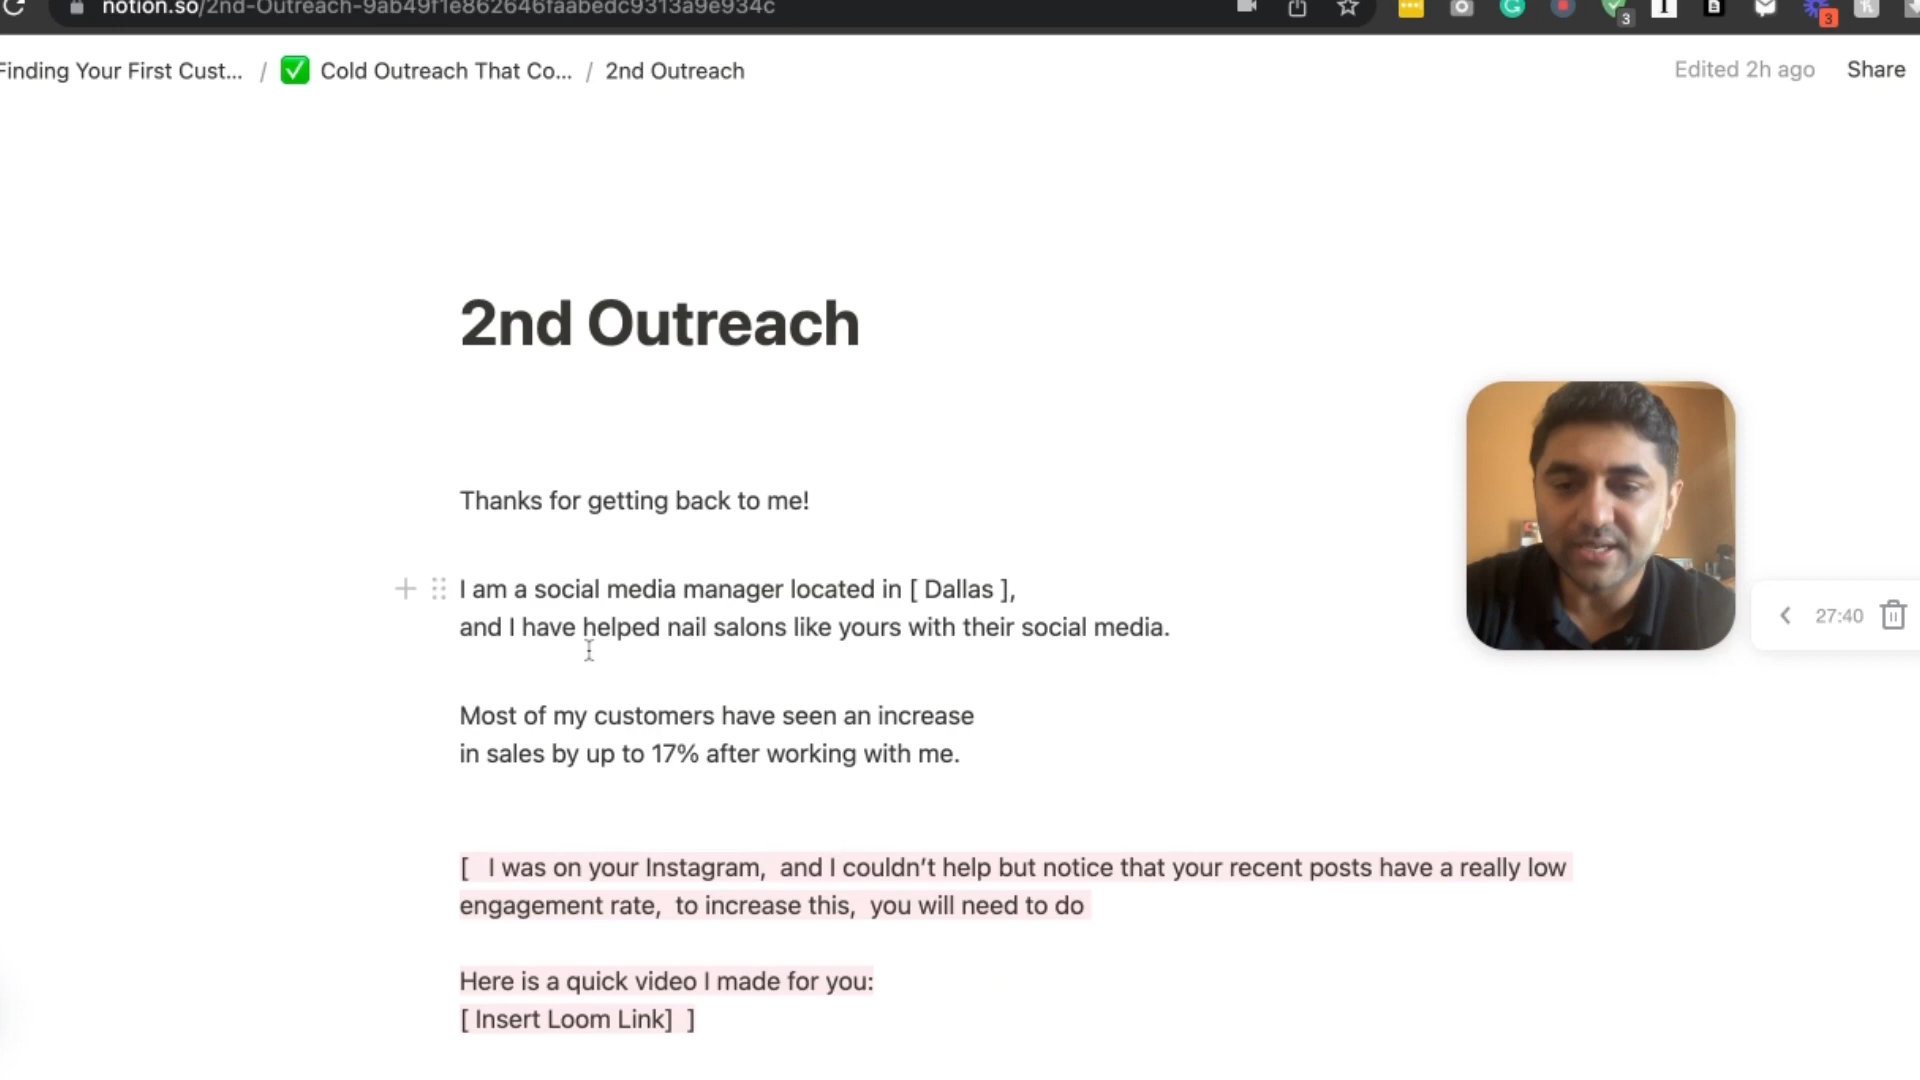 notion.so/2nd-Outreach-9ab49f1e862646faabedc9313a9e934c
3
3
Finding Your First Cust... / Cold Outreach That Co... / 2nd Outreach
Edited 2h ago Share
2nd Outreach
Thanks for getting back to me!
I am a social media manager located in [ Dallas ],
and I have helped nail salons like yours with their social media.
27:40
Most of my customers have seen an increase
in sales by up to 17% after working with me.
[ I was on your Instagram, and I couldn’t help but notice that your recent posts have a really low
engagement rate, to increase this, you will need to do
Here is a quick video I made for you:
[ Insert Loom Link] ]